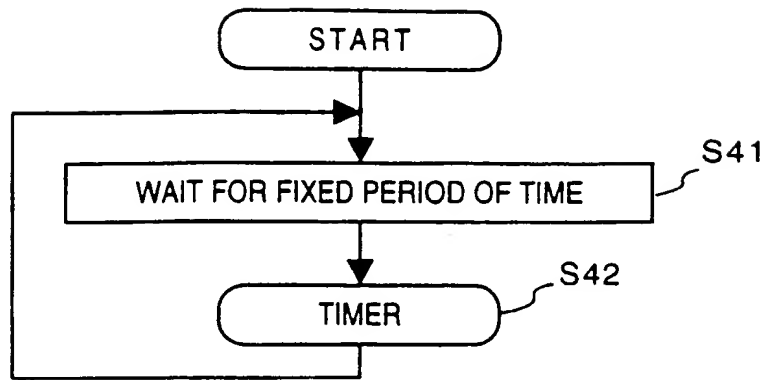 START
S41
WAIT FOR FIXED PERIOD OF TIME
S42
TIMER